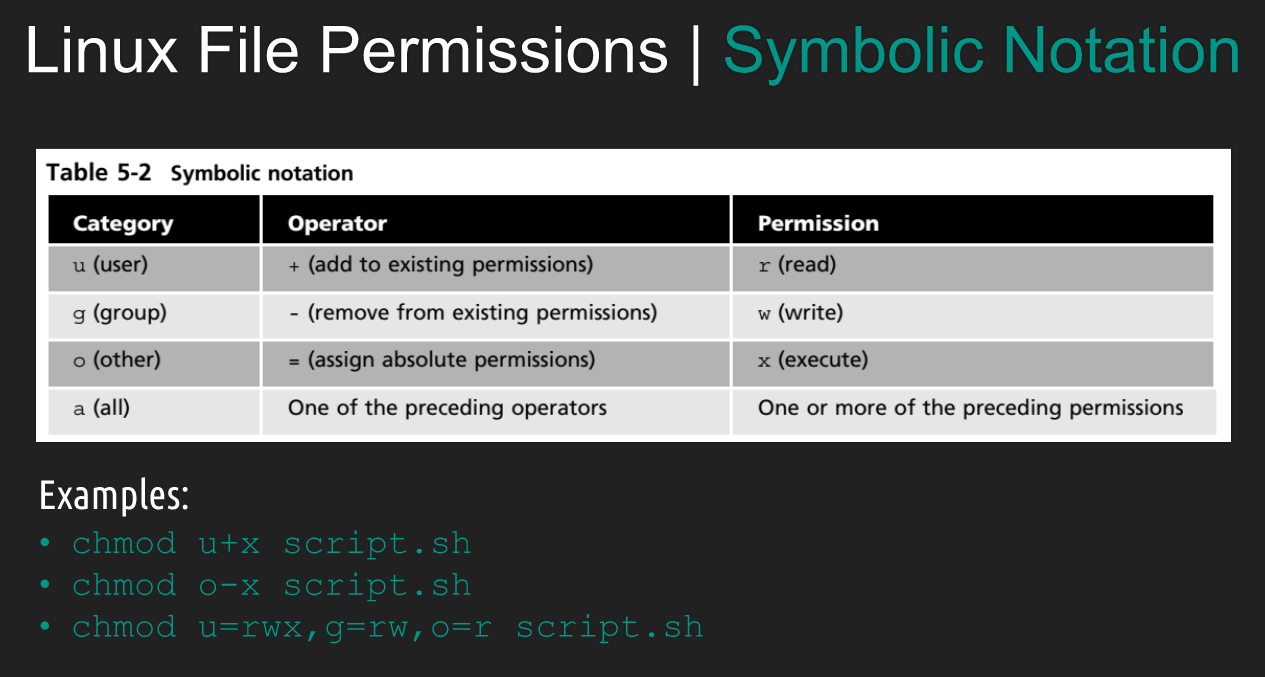 Linux File Permissions | Symbolic Notation
Table 5-2 Symbolic notation
Category Operator Permission
u (user) + (add to existing permissions) r (read)
g (group) - (remove from existing permissions) w (write)
o (other) = (assign absolute permissions) x (execute)
a (all) One of the preceding operators One or more of the preceding permissions
Examples:
• chmod u+x script.sh
• chmod o-x script.sh
• chmod u=rwx,g=rw,o=r script.sh